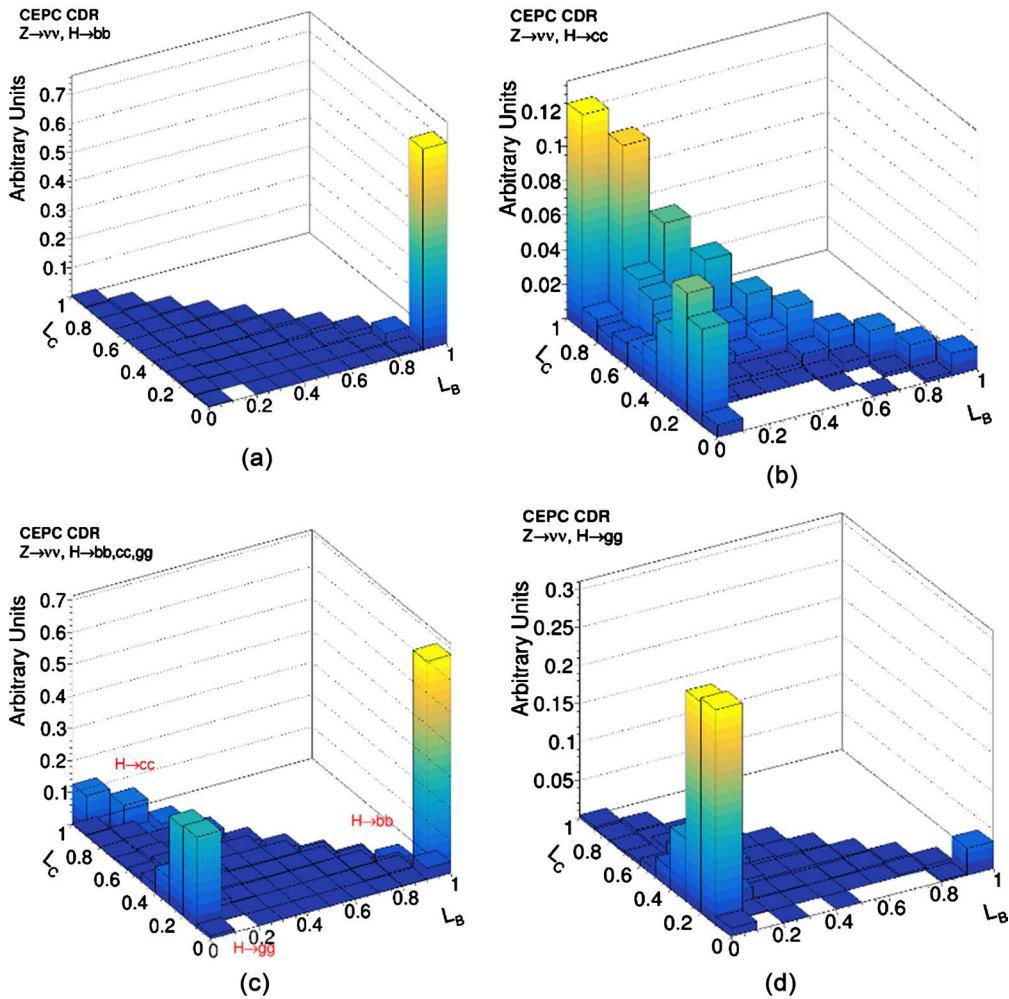 CEPC CDR
Z→νν, H→bb
Arbitrary Units
0.7
0.6
0.5
0.4
0.3
0.2
0.1
1
0.8
0.6
0.4
0.2
0
L_C
0
0.2
0.4
0.6
0.8
1
L_B
(a)
CEPC CDR
Z→νν, H→cc
Arbitrary Units
0.12
0.1
0.08
0.06
0.04
0.02
1
0.8
0.6
0.4
0.2
0
L_C
0
0.2
0.4
0.6
0.8
1
L_B
(b)
CEPC CDR
Z→νν, H→bb,cc,gg
Arbitrary Units
0.7
0.6
0.5
0.4
0.3
0.2
0.1
H→cc
H→bb
H→gg
1
0.8
0.6
0.4
0.2
0
L_C
0
0.2
0.4
0.6
0.8
1
L_B
(c)
CEPC CDR
Z→νν, H→gg
Arbitrary Units
0.3
0.25
0.2
0.15
0.1
0.05
1
0.8
0.6
0.4
0.2
0
L_C
0
0.2
0.4
0.6
0.8
1
L_B
(d)